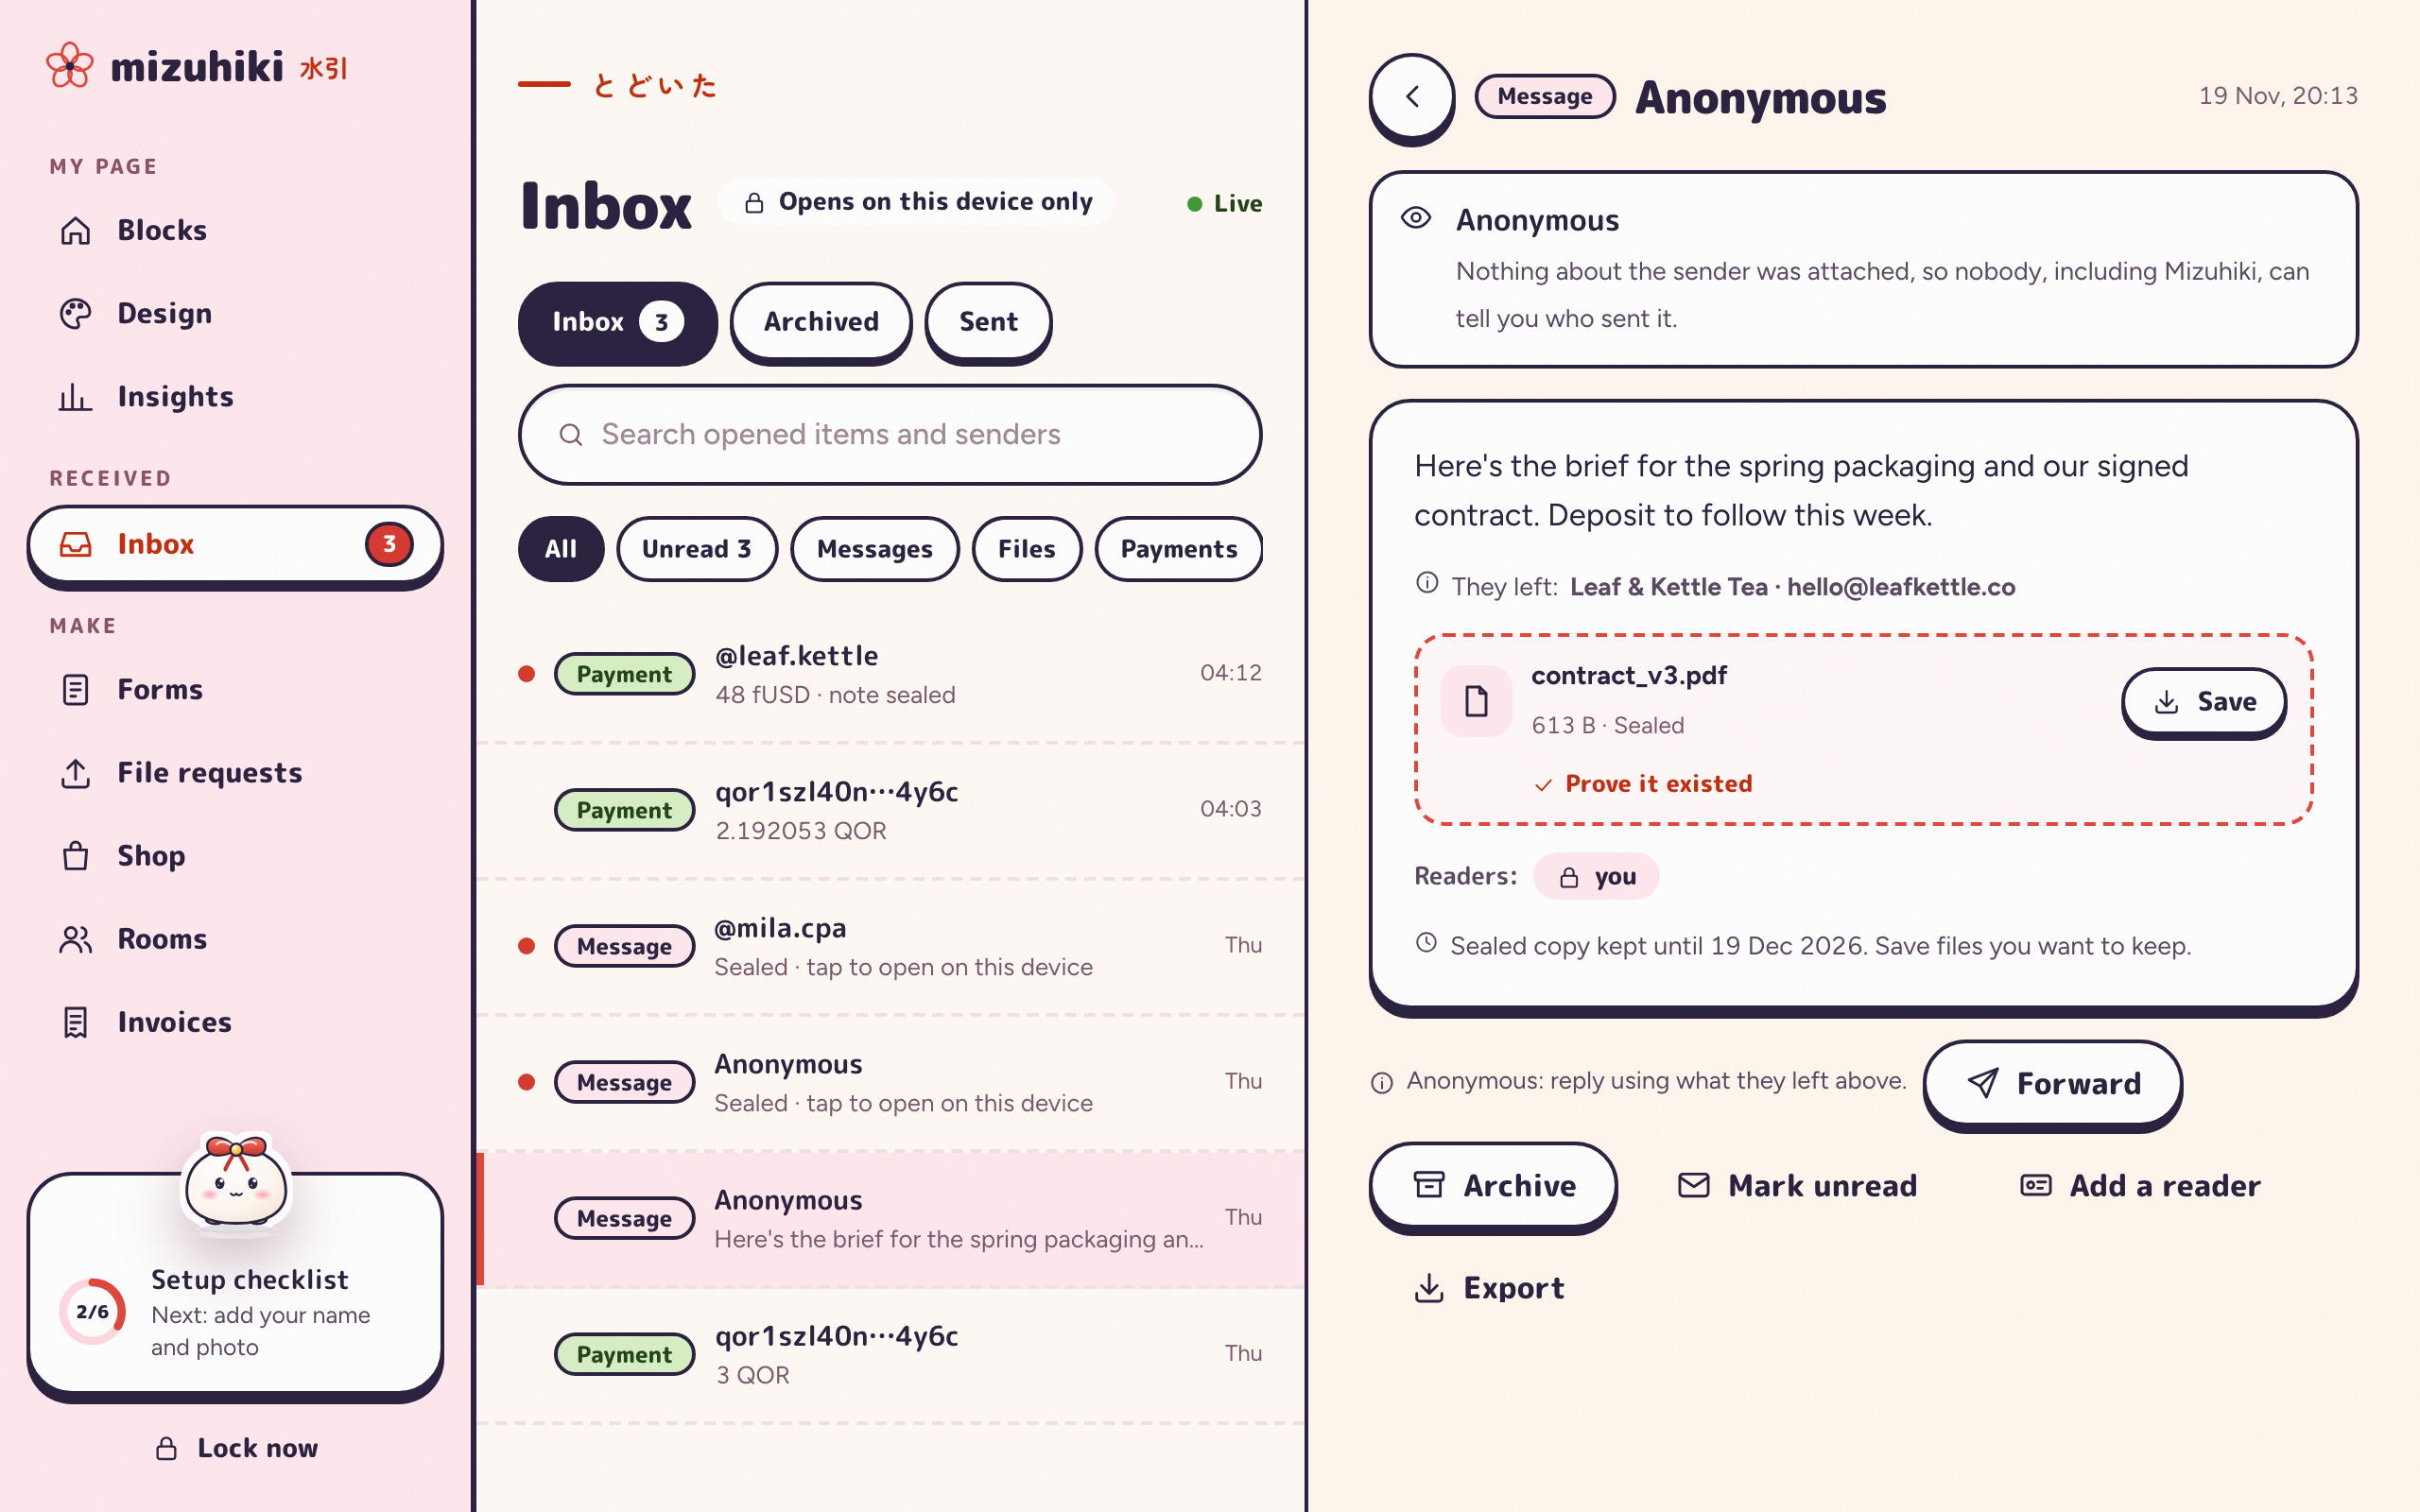 mizuhiki 水引
MY PAGE
Blocks
Design
Insights
RECEIVED
Inbox 3
MAKE
Forms
File requests
Shop
Rooms
Invoices
2/6
Setup checklist
Next: add your name
and photo
Lock now
とどいた
Inbox
Opens on this device only
Live
Inbox 3
Archived
Sent
Search opened items and senders
All
Unread 3
Messages
Files
Payments
Payment
@leaf.kettle
48 fUSD · note sealed
04:12
Payment
qor1szl40n···4y6c
2.192053 QOR
04:03
Message
@mila.cpa
Sealed · tap to open on this device
Thu
Message
Anonymous
Sealed · tap to open on this device
Thu
Message
Anonymous
Here's the brief for the spring packaging an...
Thu
Payment
qor1szl40n···4y6c
3 QOR
Thu
Message
Anonymous
19 Nov, 20:13
Anonymous
Nothing about the sender was attached, so nobody, including Mizuhiki, can
tell you who sent it.
Here's the brief for the spring packaging and our signed
contract. Deposit to follow this week.
They left: Leaf & Kettle Tea · hello@leafkettle.co
contract_v3.pdf
613 B · Sealed
Save
Prove it existed
Readers: you
Sealed copy kept until 19 Dec 2026. Save files you want to keep.
Anonymous: reply using what they left above.
Forward
Archive
Mark unread
Add a reader
Export